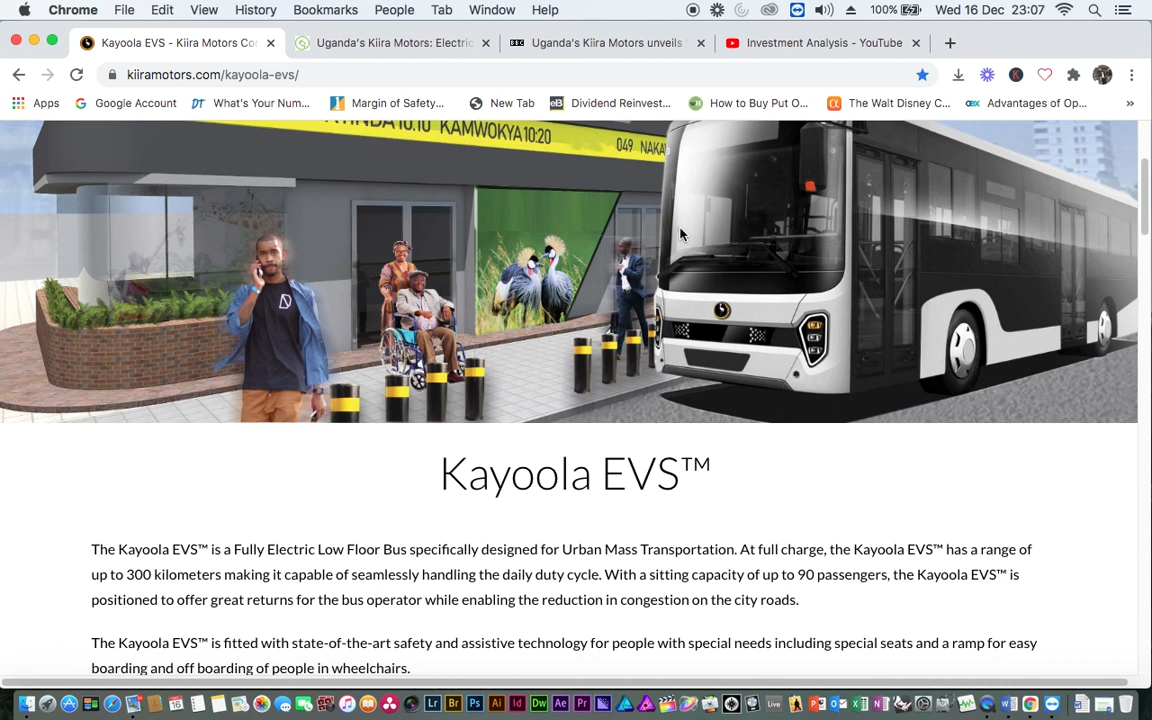 Chrome File Edit View History Bookmarks People Tab Window Help 100% Wed 16 Dec 23:07
Kayoola EVS - Kiira Motors Cor
Uganda's Kiira Motors: Electric
Uganda's Kiira Motors unveils
Investment Analysis - YouTube
kiiramotors.com/kayoola-evs/
Apps Google Account What's Your Num... Margin of Safety... New Tab Dividend Reinvest... How to Buy Put O... The Walt Disney C... Advantages of Op... »
10:10 KAMWOKYA 10:20 049
Kayoola EVS™
The Kayoola EVS™ is a Fully Electric Low Floor Bus specifically designed for Urban Mass Transportation. At full charge, the Kayoola EVS™ has a range of
up to 300 kilometers making it capable of seamlessly handling the daily duty cycle. With a sitting capacity of up to 90 passengers, the Kayoola EVS™ is
positioned to offer great returns for the bus operator while enabling the reduction in congestion on the city roads.
The Kayoola EVS™ is fitted with state-of-the-art safety and assistive technology for people with special needs including special seats and a ramp for easy
boarding and off boarding of people in wheelchairs.